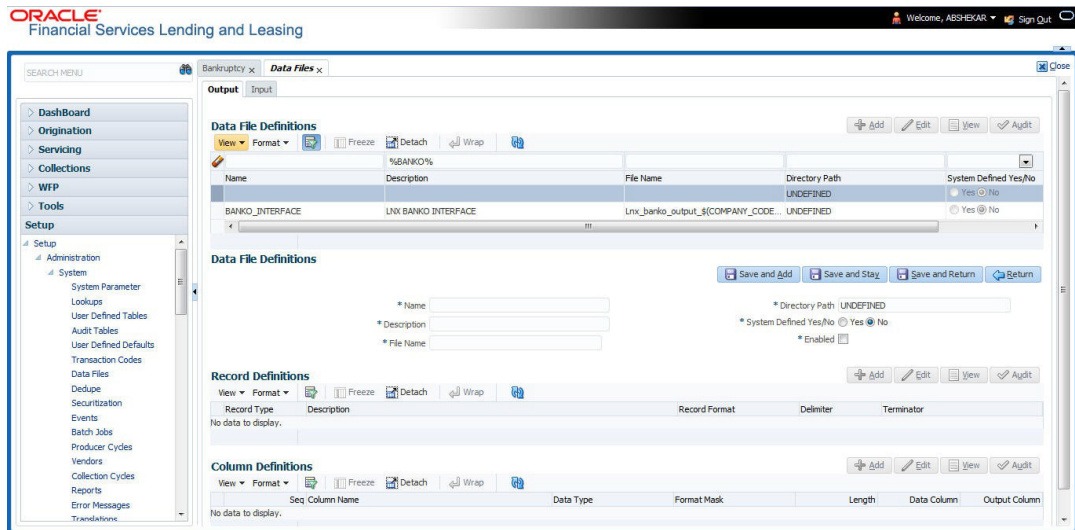 ORACLE®
Financial Services Lending and Leasing
Welcome, ABSHEKAR
Sign Out
SEARCH MENU
Bankruptcy x
Data Files x
Close
Output
Input
DashBoard
Origination
Servicing
Collections
WFP
Tools
Setup
Setup
Administration
System
System Parameter
Lookups
User Defined Tables
Audit Tables
User Defined Defaults
Transaction Codes
Data Files
Dedupe
Securitization
Events
Batch Jobs
Producer Cycles
Vendors
Collection Cycles
Reports
Error Messages
Translations
Data File Definitions
Add Edit View Audit
View Format Freeze Detach Wrap
%BANKO%
Name Description File Name Directory Path System Defined Yes/No
UNDEFINED Yes No
BANKO_INTERFACE LNX BANKO INTERFACE Lnx_banko_output_${COMPANY_CODE... UNDEFINED Yes No
Data File Definitions
Save and Add Save and Stay Save and Return Return
* Name
* Description
* File Name
* Directory Path UNDEFINED
* System Defined Yes/No Yes No
* Enabled
Record Definitions
Add Edit View Audit
View Format Freeze Detach Wrap
Record Type Description Record Format Delimiter Terminator
No data to display.
Column Definitions
Add Edit View Audit
View Format Freeze Detach Wrap
Seq Column Name Data Type Format Mask Length Data Column Output Column
No data to display.